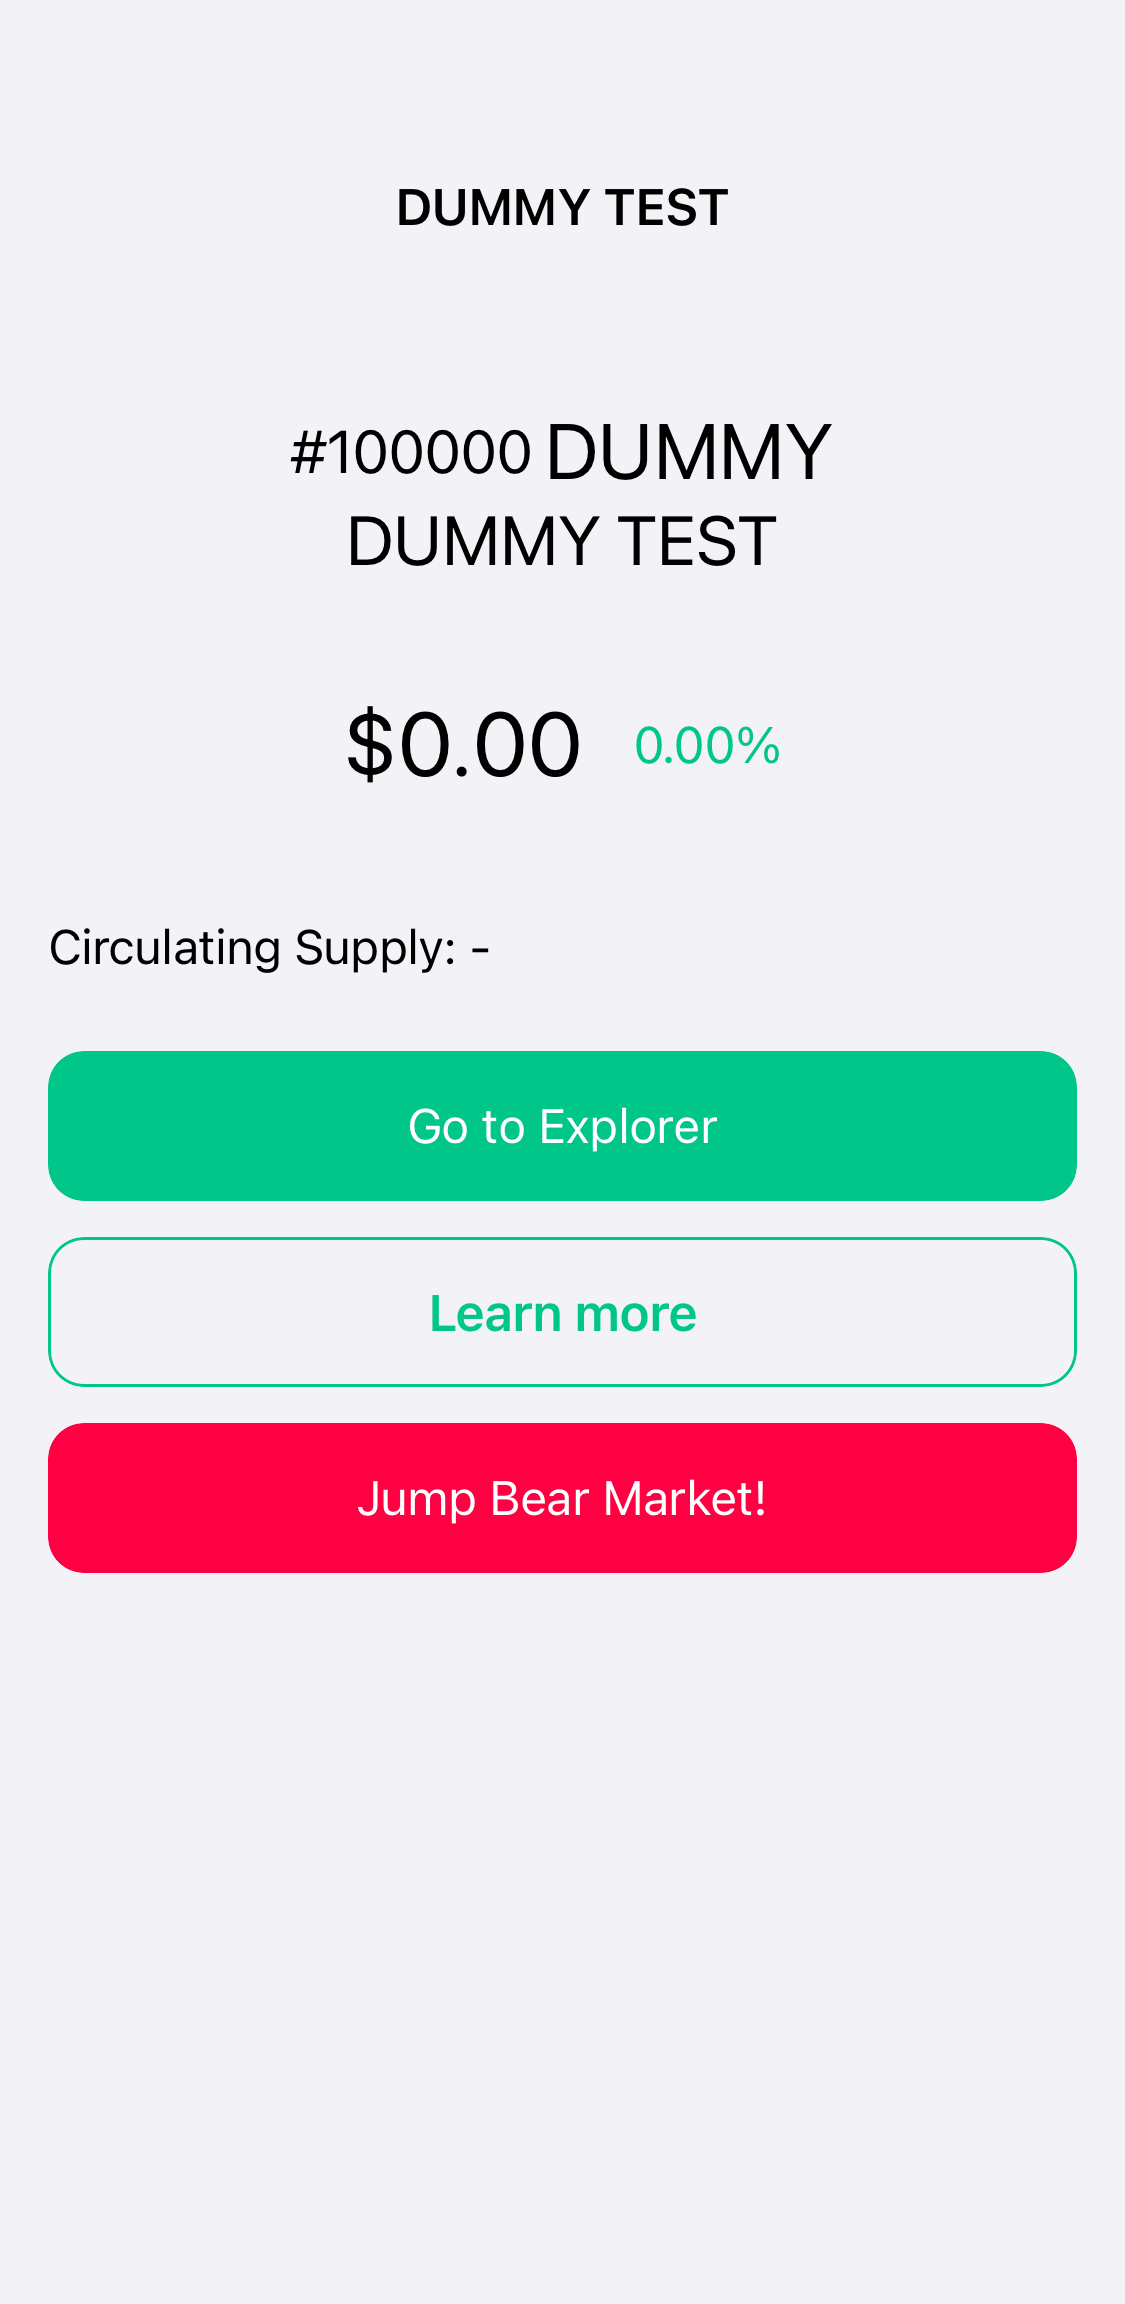 DUMMY TEST
#100000 DUMMY
DUMMY TEST
$0.00 0.00%
Circulating Supply: -
Go to Explorer
Learn more
Jump Bear Market!